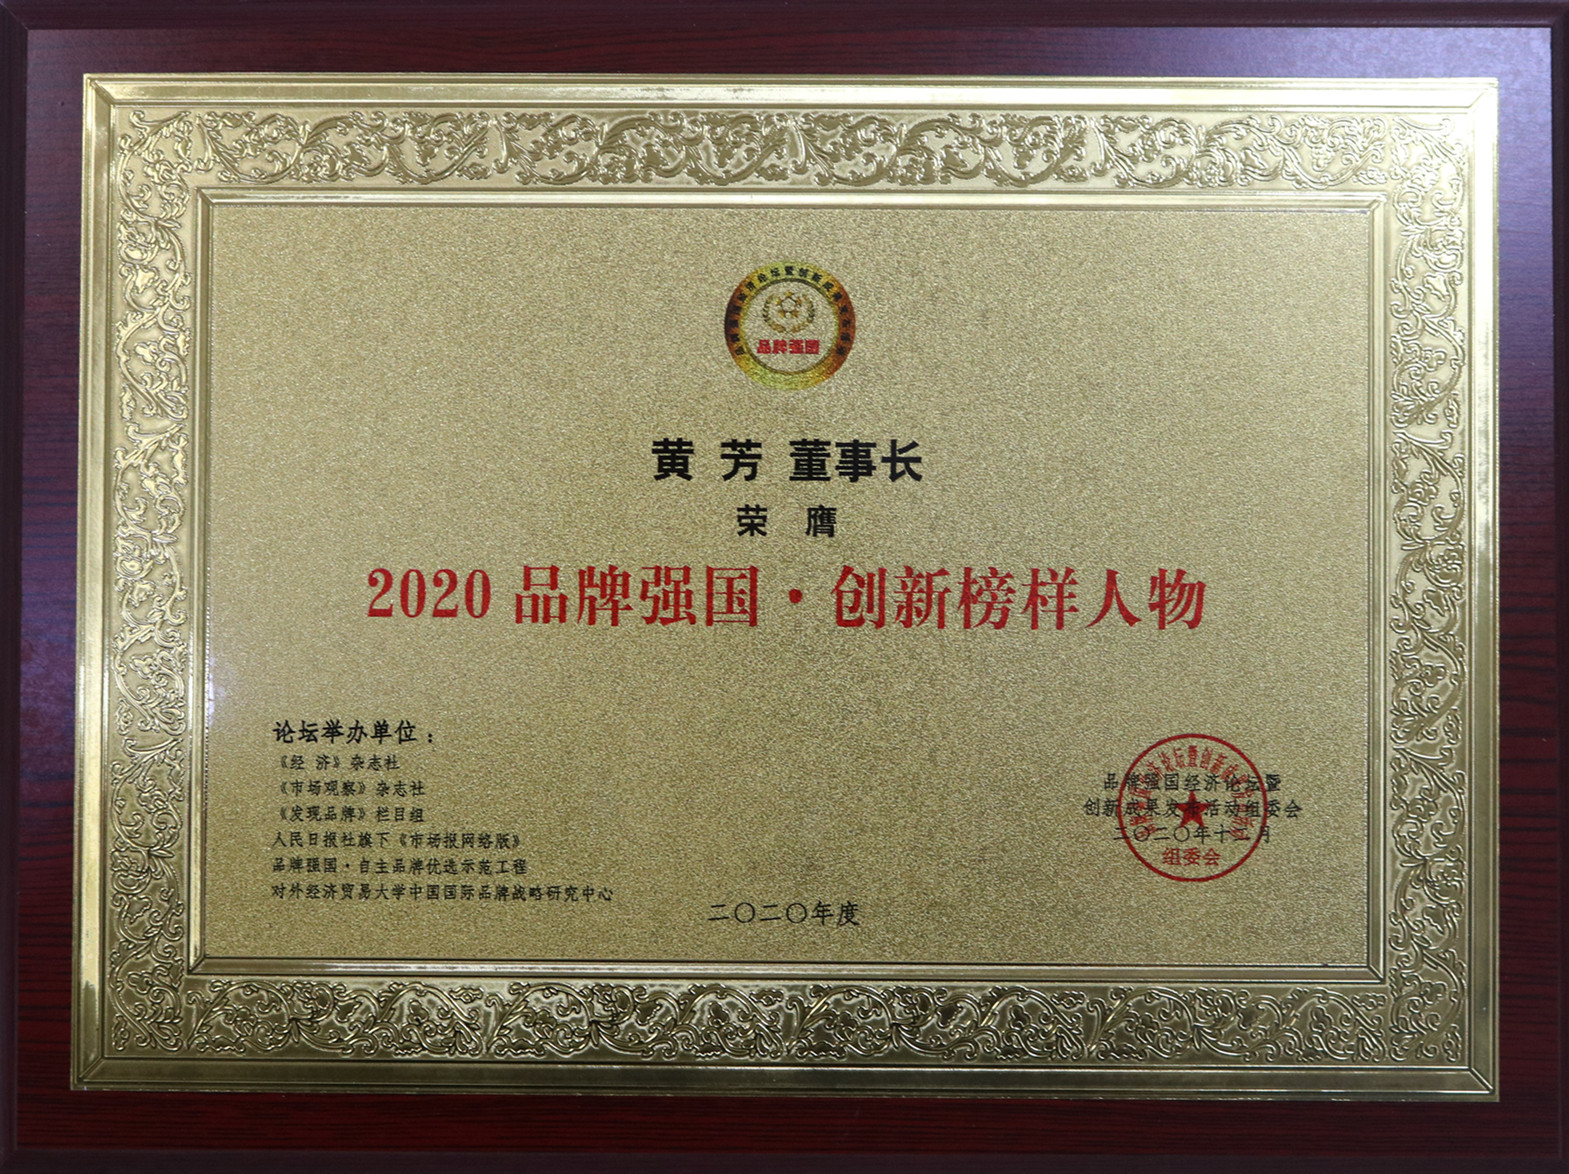 品牌强国
黄 芳 董事长
荣 膺
2020 品牌强国·创新榜样人物
论坛举办单位：
《经 济》杂志社
《市场观察》杂志社
《发现品牌》栏目组
人民日报社旗下《市场报网络版》
品牌强国·自主品牌优选示范工程
对外经济贸易大学中国国际品牌战略研究中心
品牌强国经济论坛暨
创新成果发布活动组委会
二〇二〇年十 月
组委会
二〇二〇年度